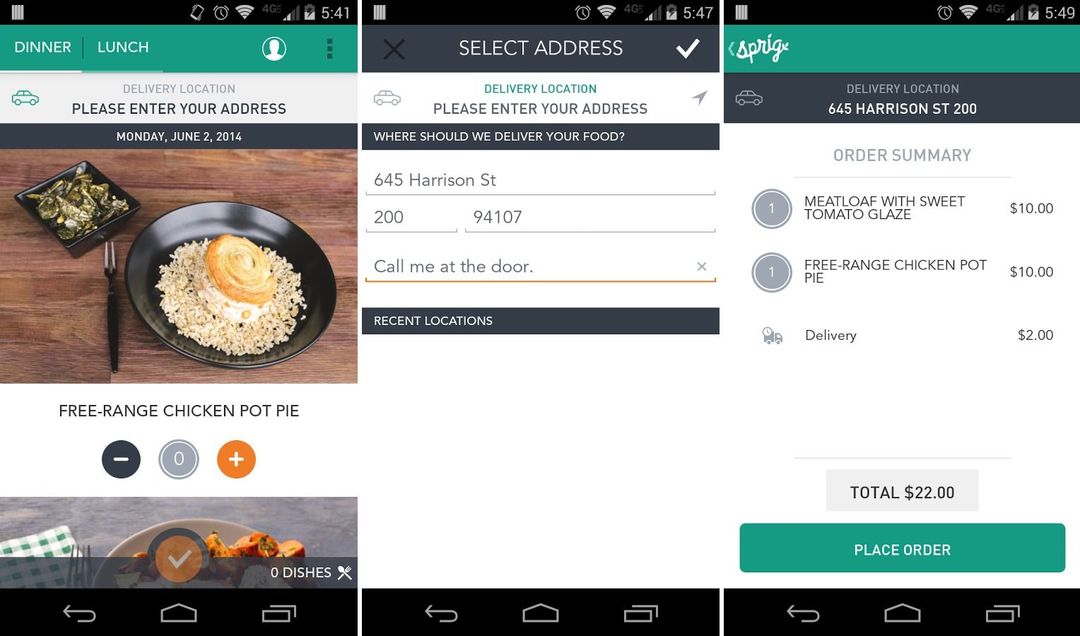 4G 5:41
DINNER LUNCH
DELIVERY LOCATION
PLEASE ENTER YOUR ADDRESS
MONDAY, JUNE 2, 2014
FREE-RANGE CHICKEN POT PIE
0
0 DISHES
4G 5:47
SELECT ADDRESS
DELIVERY LOCATION
PLEASE ENTER YOUR ADDRESS
WHERE SHOULD WE DELIVER YOUR FOOD?
645 Harrison St
200 94107
Call me at the door.
RECENT LOCATIONS
4G 5:49
sprig
DELIVERY LOCATION
645 HARRISON ST 200
ORDER SUMMARY
1 MEATLOAF WITH SWEET
TOMATO GLAZE $10.00
1 FREE-RANGE CHICKEN POT
PIE $10.00
Delivery $2.00
TOTAL $22.00
PLACE ORDER